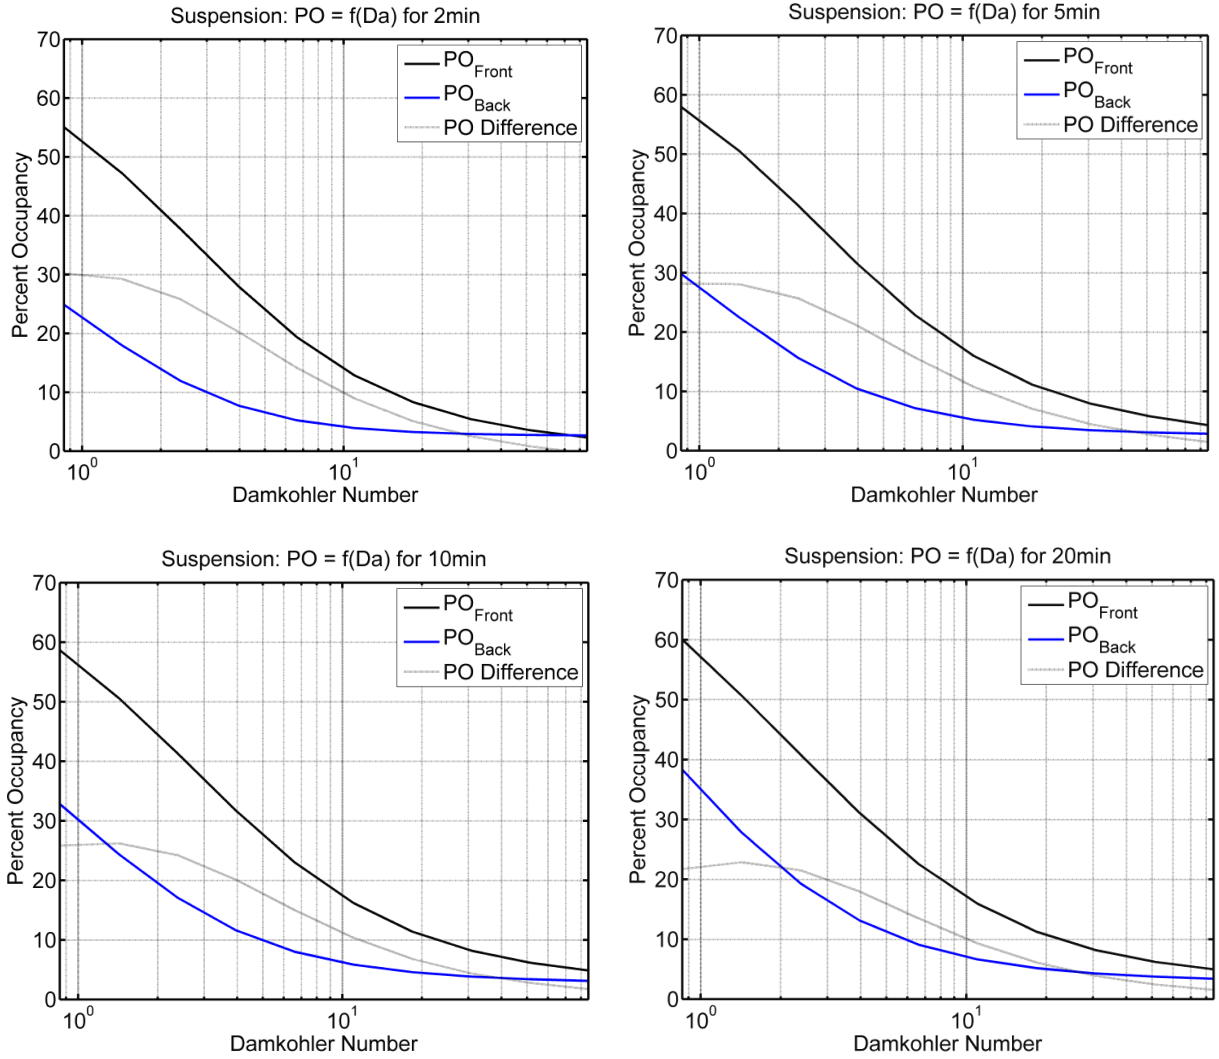 Suspension: PO = f(Da) for 2min
70
60
50
40
30
20
10
0
Percent Occupancy
PO_Front
PO_Back
PO Difference
10^0 10^1
Damkohler Number
Suspension: PO = f(Da) for 5min
70
60
50
40
30
20
10
0
Percent Occupancy
PO_Front
PO_Back
PO Difference
10^0 10^1
Damkohler Number
Suspension: PO = f(Da) for 10min
70
60
50
40
30
20
10
0
Percent Occupancy
PO_Front
PO_Back
PO Difference
10^0 10^1
Damkohler Number
Suspension: PO = f(Da) for 20min
70
60
50
40
30
20
10
0
Percent Occupancy
PO_Front
PO_Back
PO Difference
10^0 10^1
Damkohler Number